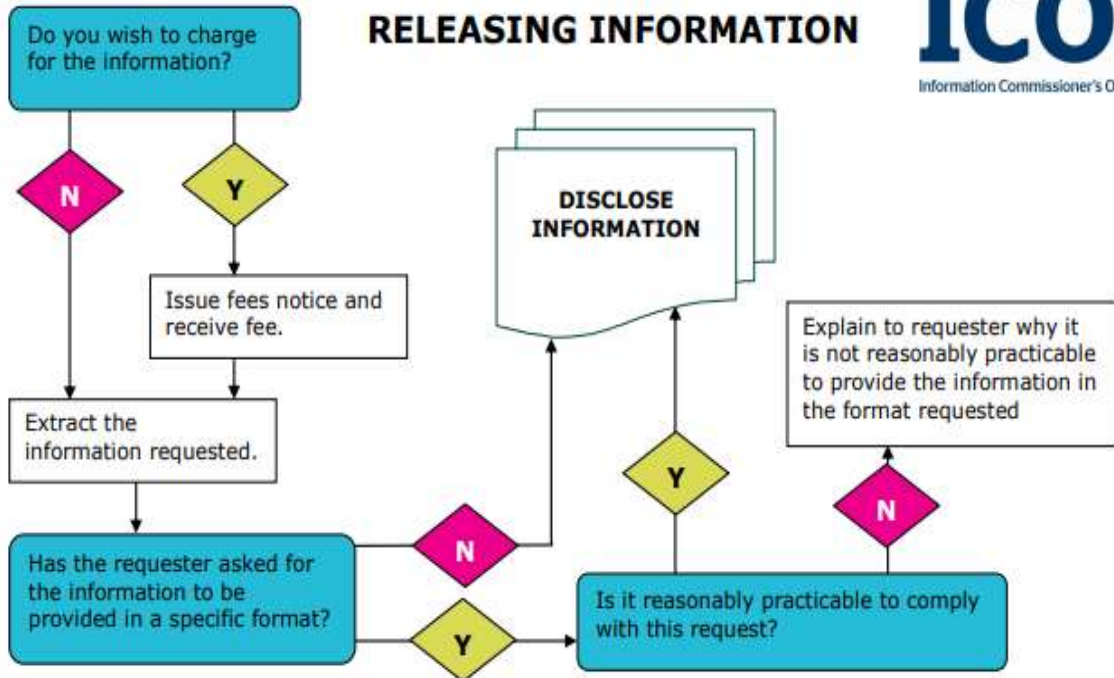 RELEASING INFORMATION
ICO
Information Commissioner's O
Do you wish to charge
for the information?
N
Y
DISCLOSE
INFORMATION
Issue fees notice and
receive fee.
Explain to requester why it
is not reasonably practicable
to provide the information in
the format requested
Extract the
information requested.
Y
N
N
Has the requester asked for
the information to be
provided in a specific format?
Is it reasonably practicable to comply
with this request?
Y